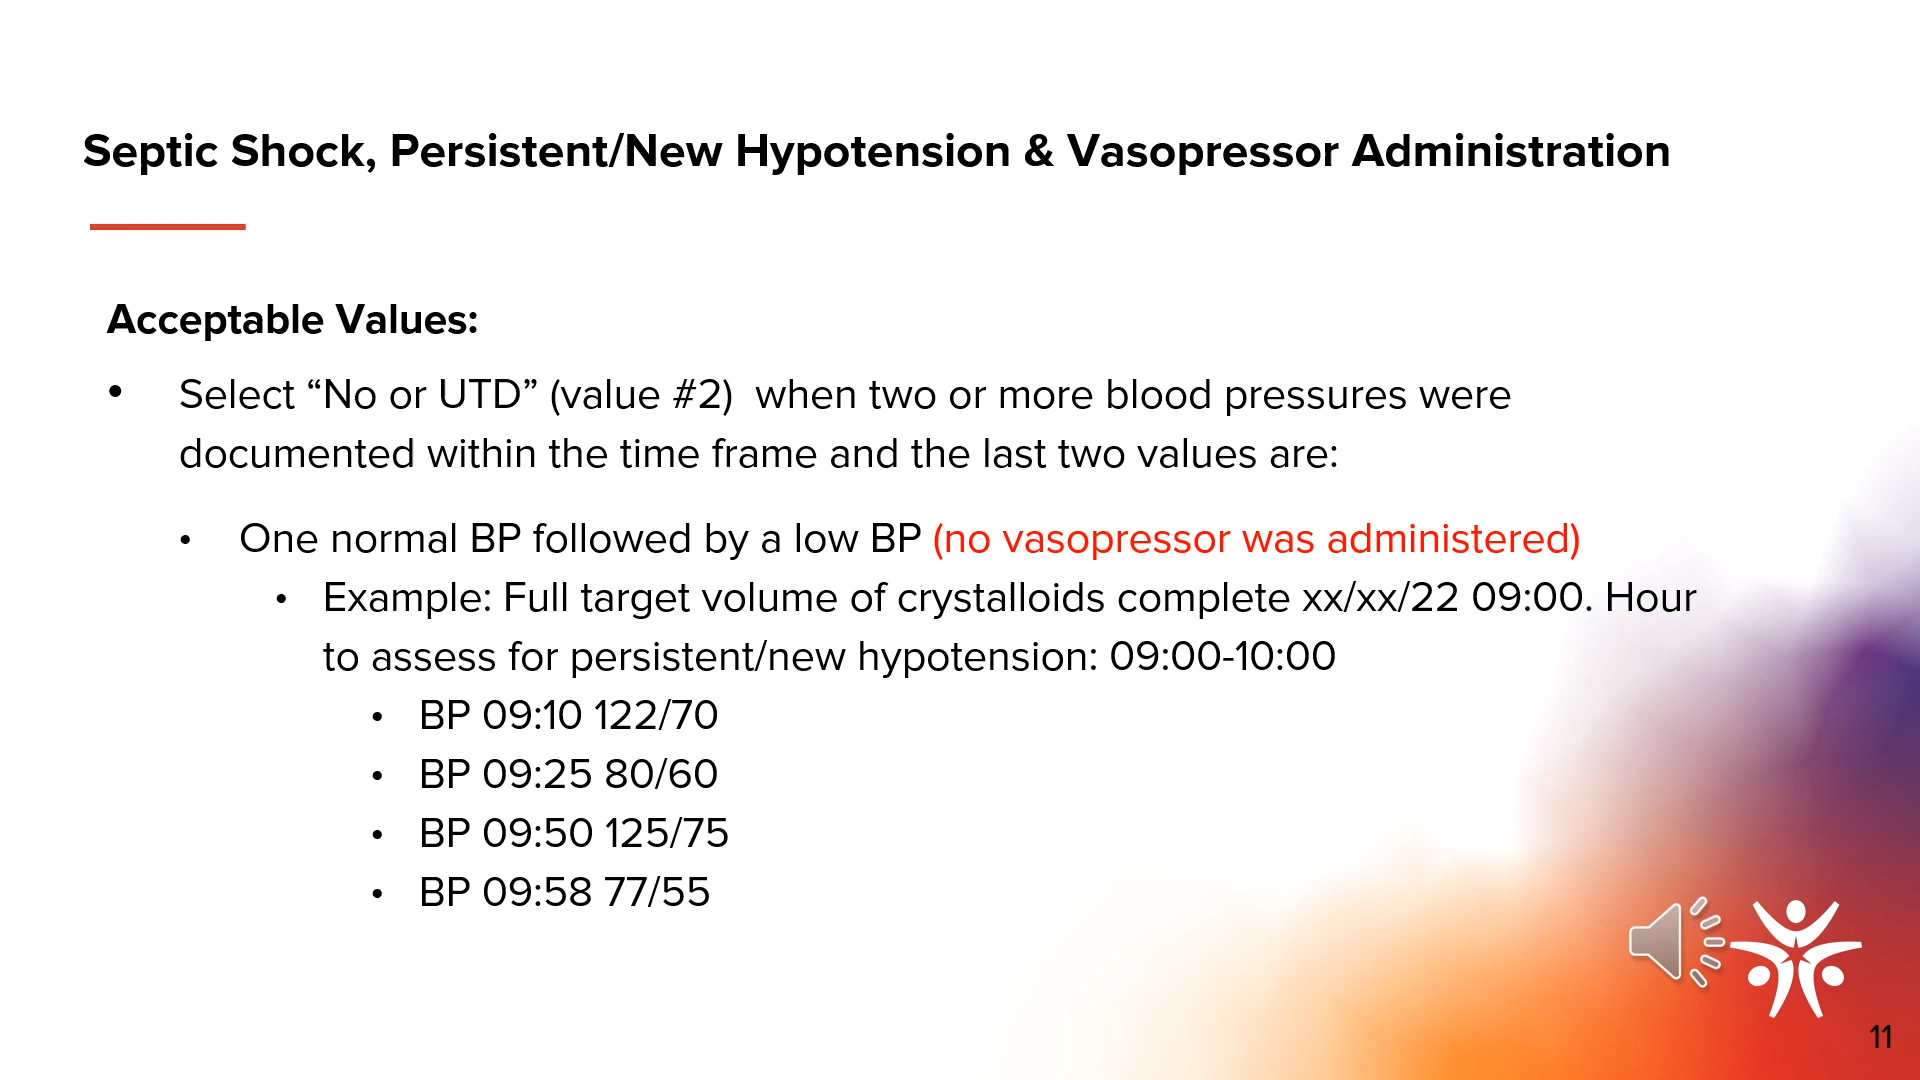 Septic Shock, Persistent/New Hypotension & Vasopressor Administration
Acceptable Values:
• Select “No or UTD” (value #2)  when two or more blood pressures were
documented within the time frame and the last two values are:
• One normal BP followed by a low BP (no vasopressor was administered)
• Example: Full target volume of crystalloids complete xx/xx/22 09:00. Hour
to assess for persistent/new hypotension: 09:00-10:00
• BP 09:10 122/70
• BP 09:25 80/60
• BP 09:50 125/75
• BP 09:58 77/55
11